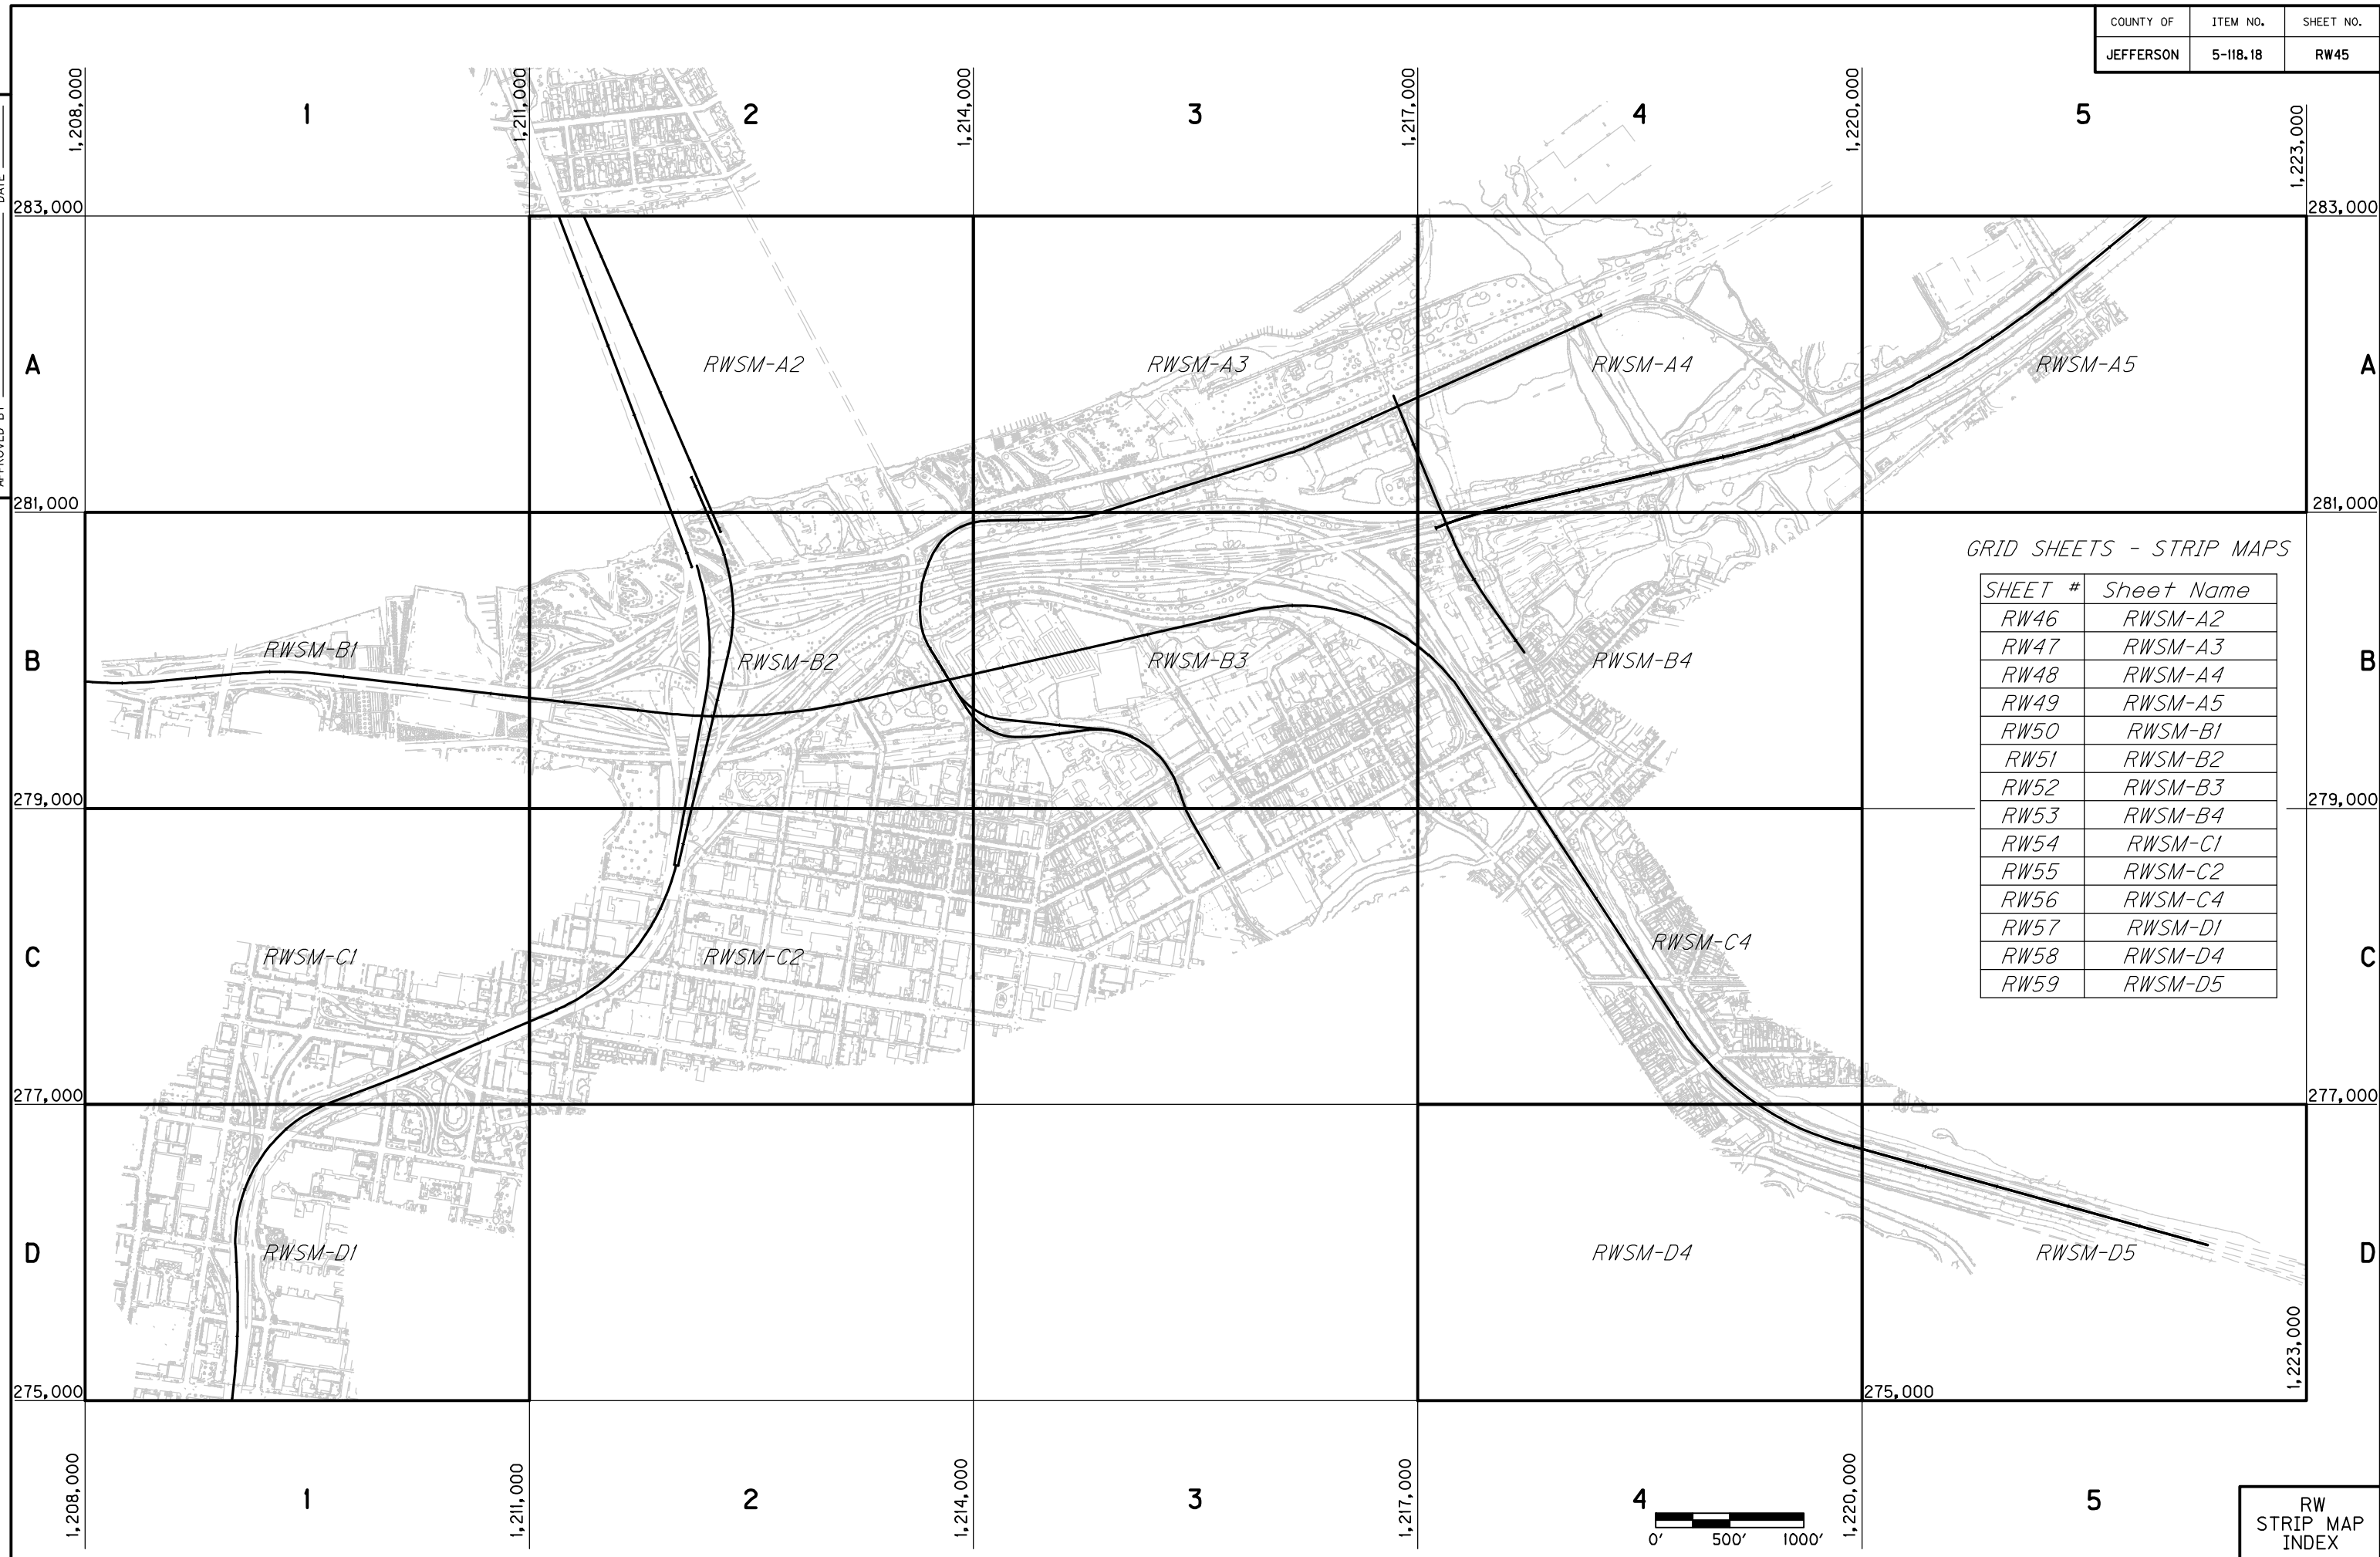 COUNTY OF ITEM NO. SHEET NO.
JEFFERSON 5-118.18 RW45
APPROVED BY DATE
1,208,000 1,211,000 1,214,000 1,217,000 1,220,000 1,223,000
1 2 3 4 5
283,000 283,000
A RWSM-A2 RWSM-A3 RWSM-A4 RWSM-A5 A
281,000 281,000
GRID SHEETS - STRIP MAPS
SHEET # Sheet Name
RW46 RWSM-A2
RW47 RWSM-A3
RW48 RWSM-A4
RW49 RWSM-A5
RW50 RWSM-B1
RW51 RWSM-B2
RW52 RWSM-B3
RW53 RWSM-B4
RW54 RWSM-C1
RW55 RWSM-C2
RW56 RWSM-C4
RW57 RWSM-D1
RW58 RWSM-D4
RW59 RWSM-D5
B RWSM-B1 RWSM-B2 RWSM-B3 RWSM-B4 B
279,000 279,000
C RWSM-C1 RWSM-C2 RWSM-C4 C
277,000 277,000
D RWSM-D1 RWSM-D4 RWSM-D5 D
275,000 275,000
1,208,000 1,211,000 1,214,000 1,217,000 1,220,000 1,223,000
1 2 3 4 5
0' 500' 1000'
RW
STRIP MAP
INDEX